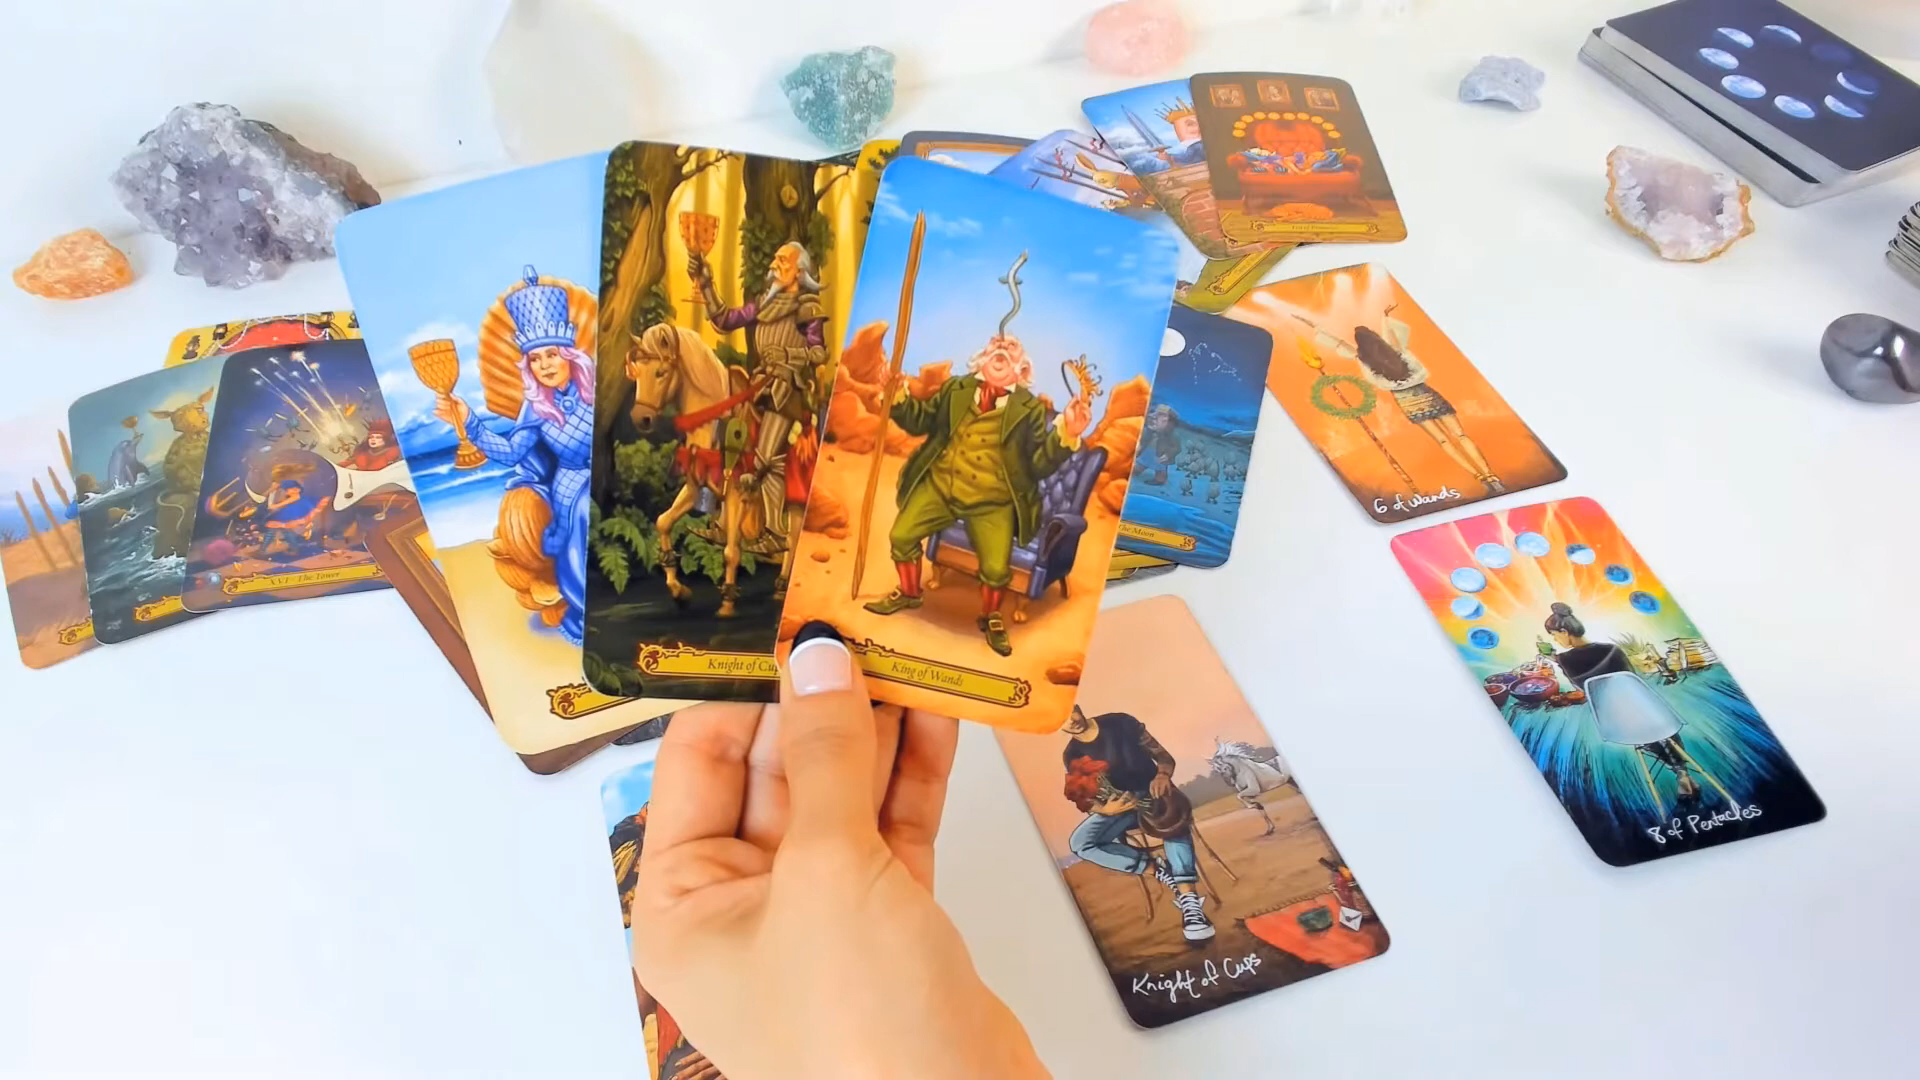 XVI - The Tower
Knight of Cup
King of Wands
The Moon
6 of Wands
8 of Pentacles
Knight of Cups